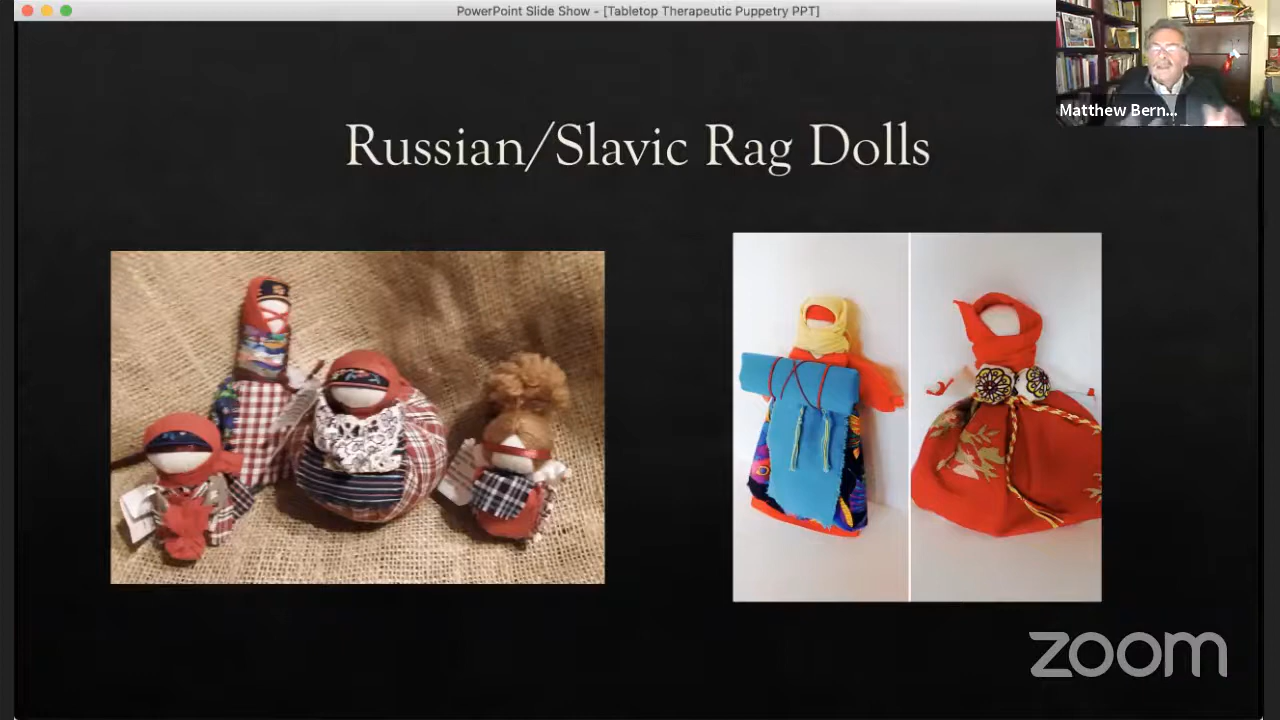 PowerPoint Slide Show - [Tabletop Therapeutic Puppetry PPT]
Matthew Bern...
Russian/Slavic Rag Dolls
zoom